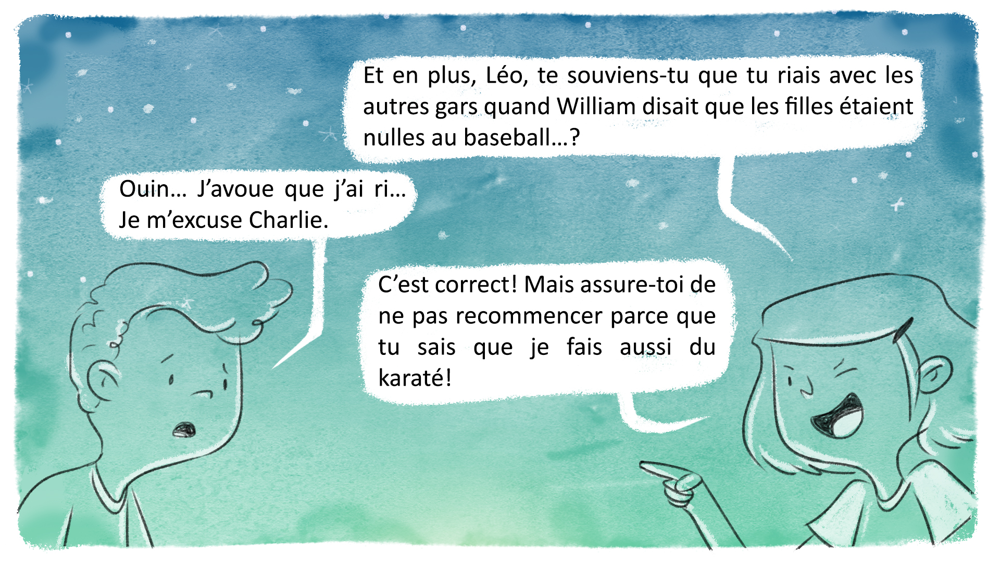 Et en plus, Léo, te souviens-tu que tu riais avec les
autres gars quand William disait que les filles étaient
nulles au baseball…?
Ouin… J’avoue que j’ai ri…
Je m’excuse Charlie.
C’est correct! Mais assure-toi de
ne pas recommencer parce que
tu sais que je fais aussi du
karaté!